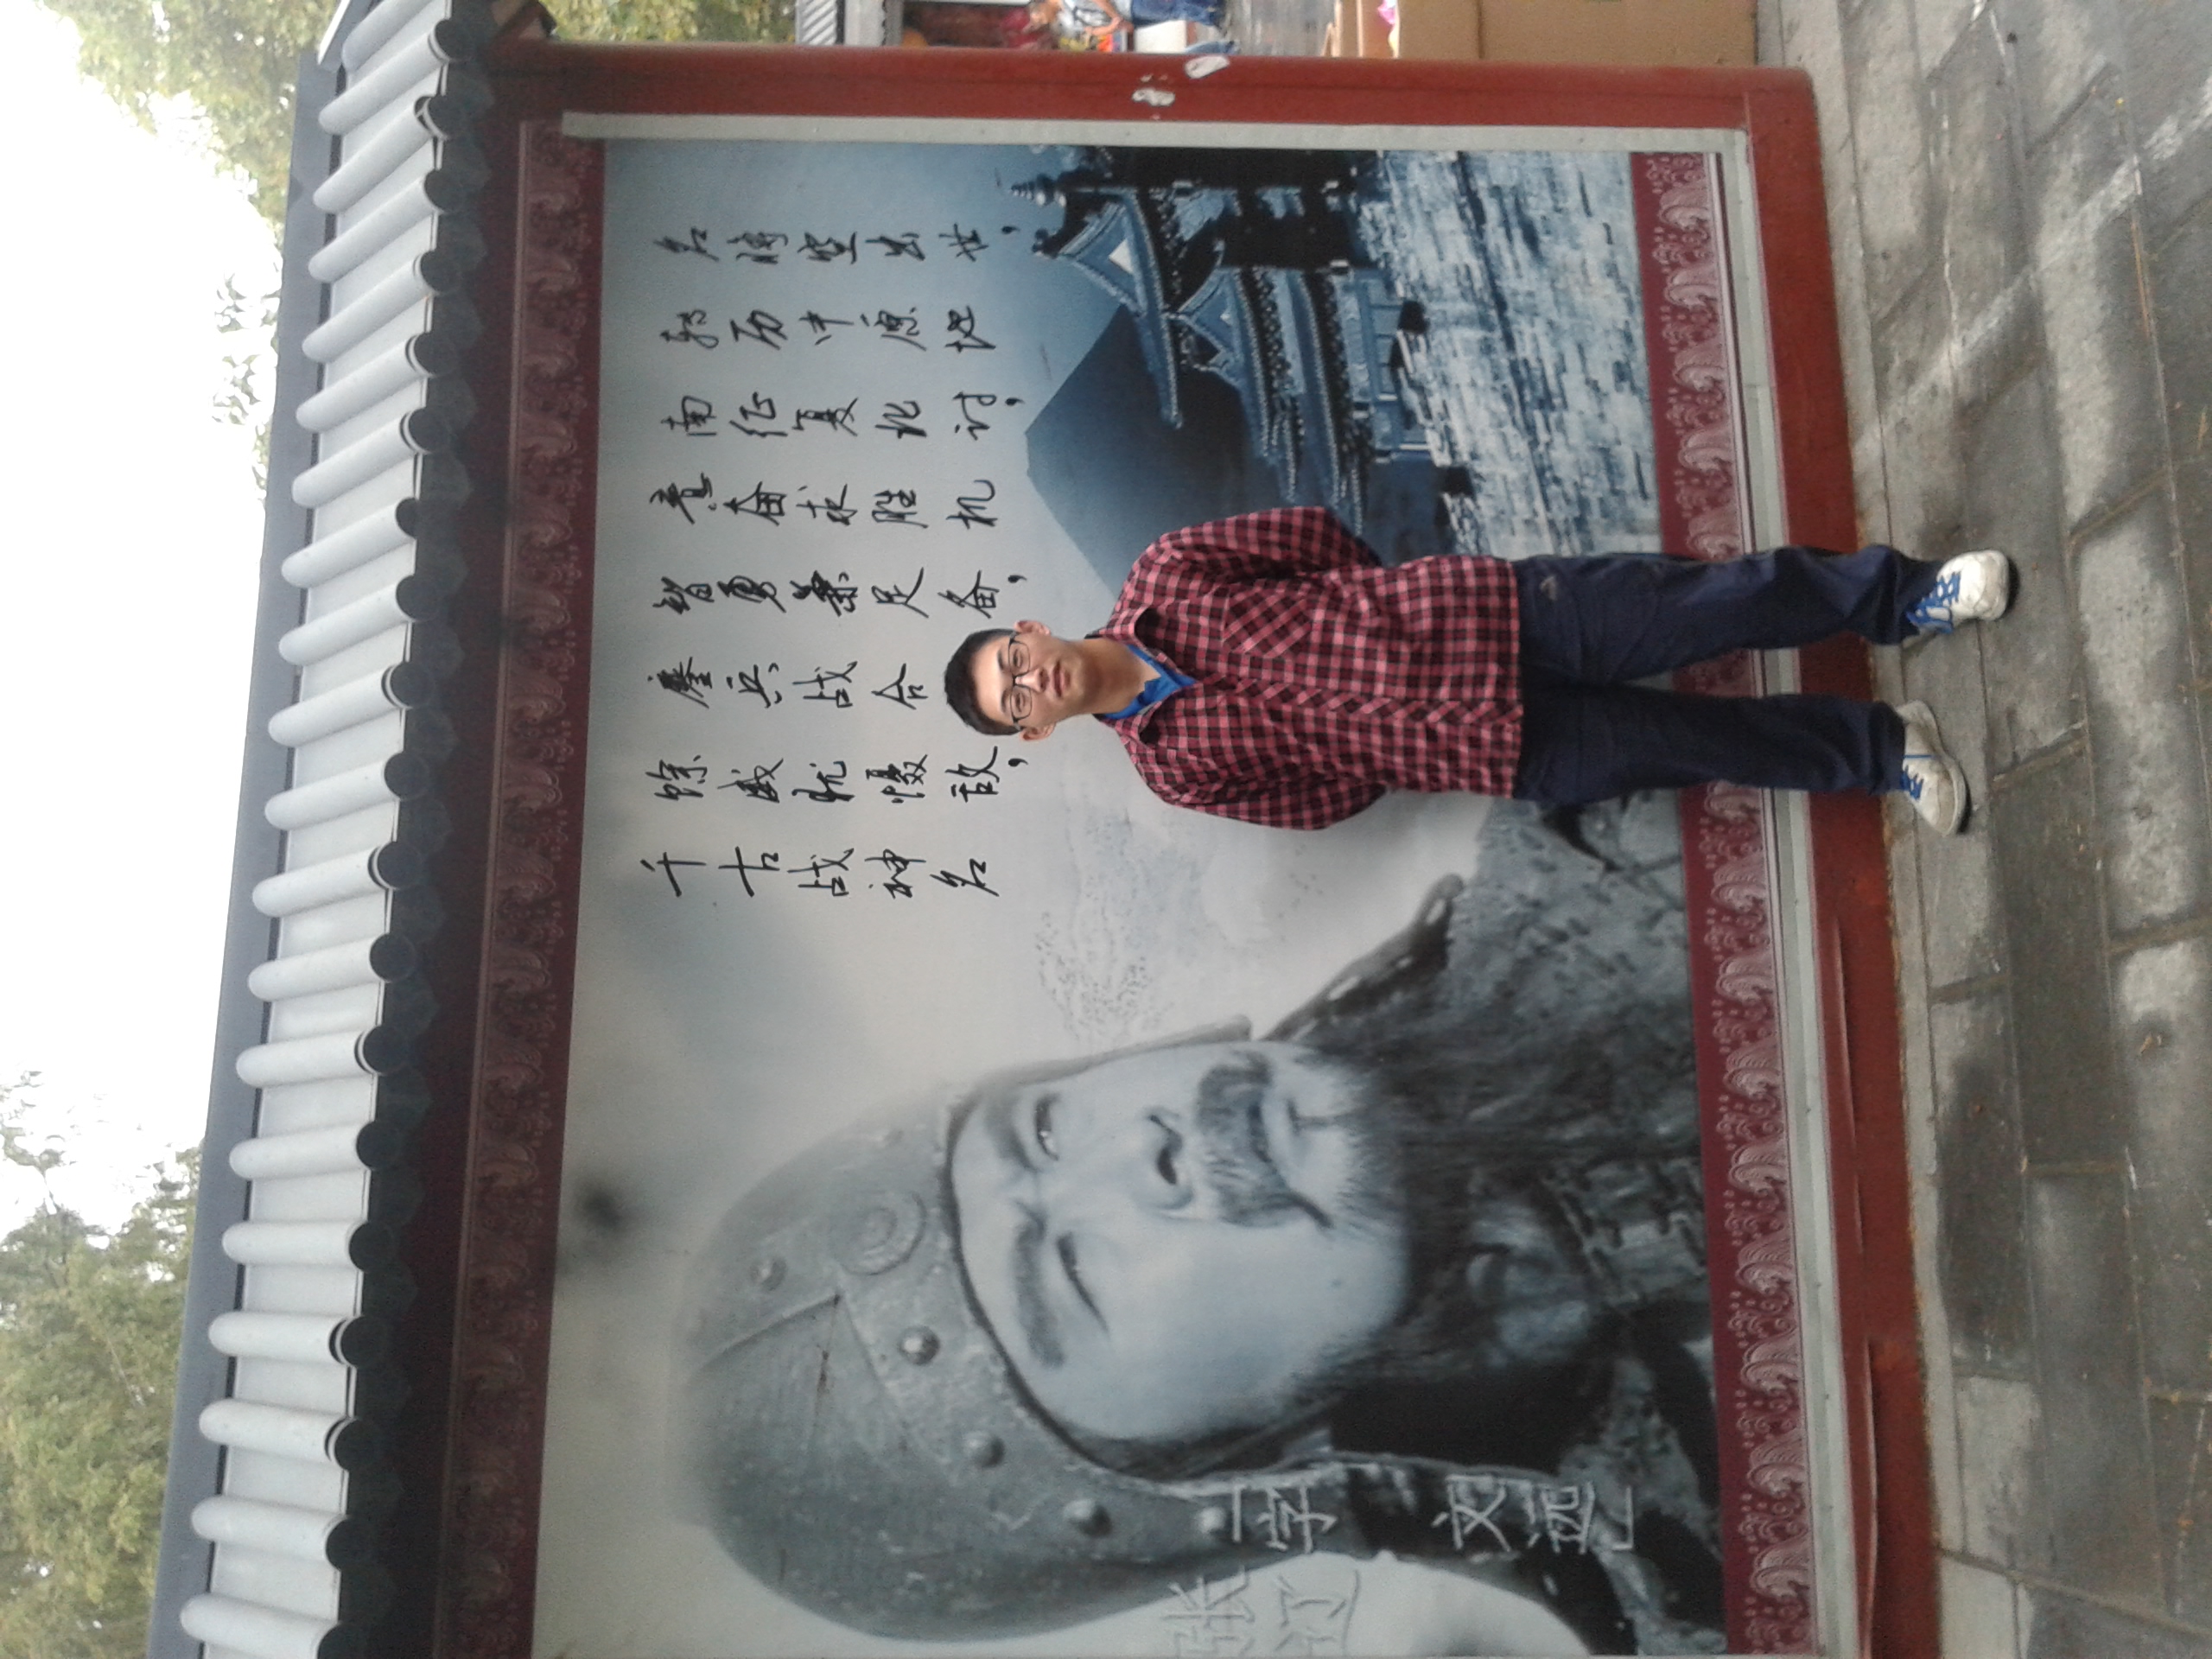 名将空出世，
转历中原地
南征复北讨，
意奋求胜机
智勇兼足备，
鏖兵战合
馀威犹慑敌，
千古战神名
「字 文远」
张辽